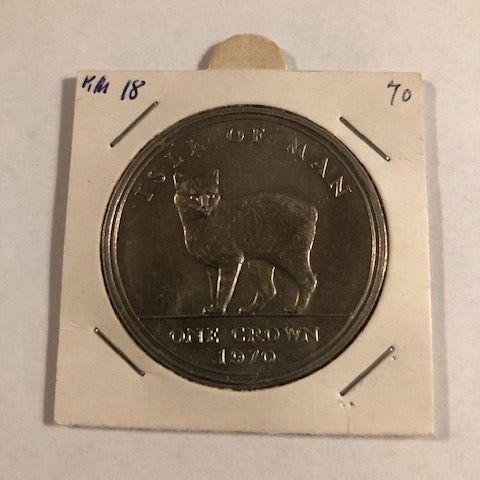 KM 18
70
ISLE OF MAN
ONE CROWN
1970